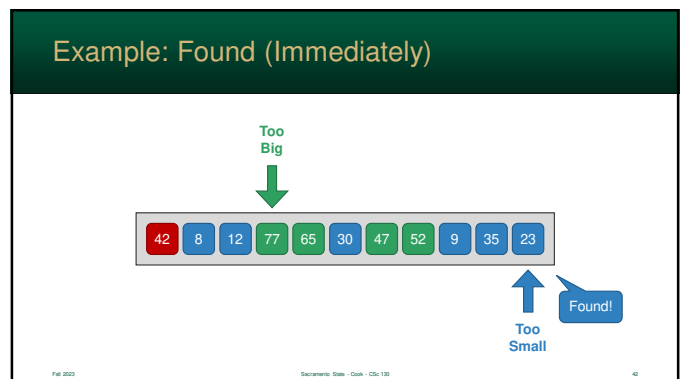 Example: Found (Immediately)
Too
Big
42 8 12 77 65 30 47 52 9 35 23
Found!
Too
Small
Fall 2023 Sacramento State - Cook - CSc 130 42